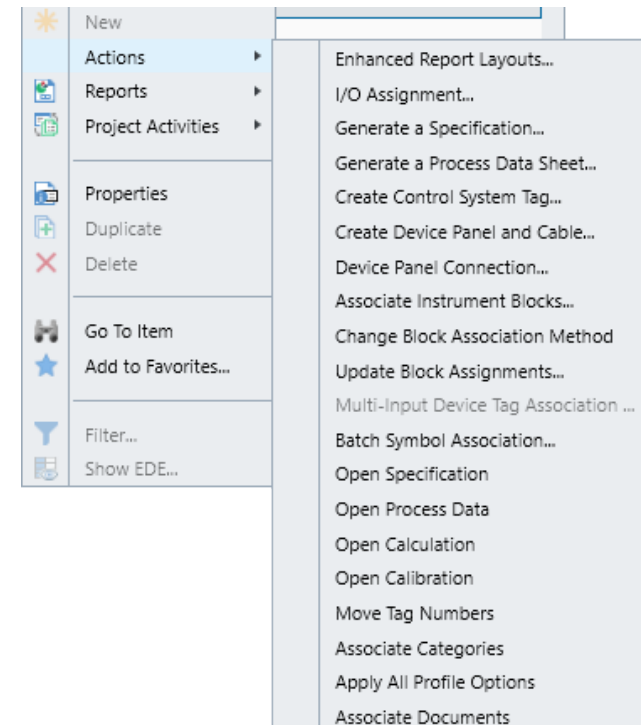 New
Actions
Reports
Project Activities
Properties
Duplicate
Delete
Go To Item
Add to Favorites...
Filter...
Show EDE...
Enhanced Report Layouts...
I/O Assignment...
Generate a Specification...
Generate a Process Data Sheet...
Create Control System Tag...
Create Device Panel and Cable...
Device Panel Connection...
Associate Instrument Blocks...
Change Block Association Method
Update Block Assignments...
Multi-Input Device Tag Association ...
Batch Symbol Association...
Open Specification
Open Process Data
Open Calculation
Open Calibration
Move Tag Numbers
Associate Categories
Apply All Profile Options
Associate Documents